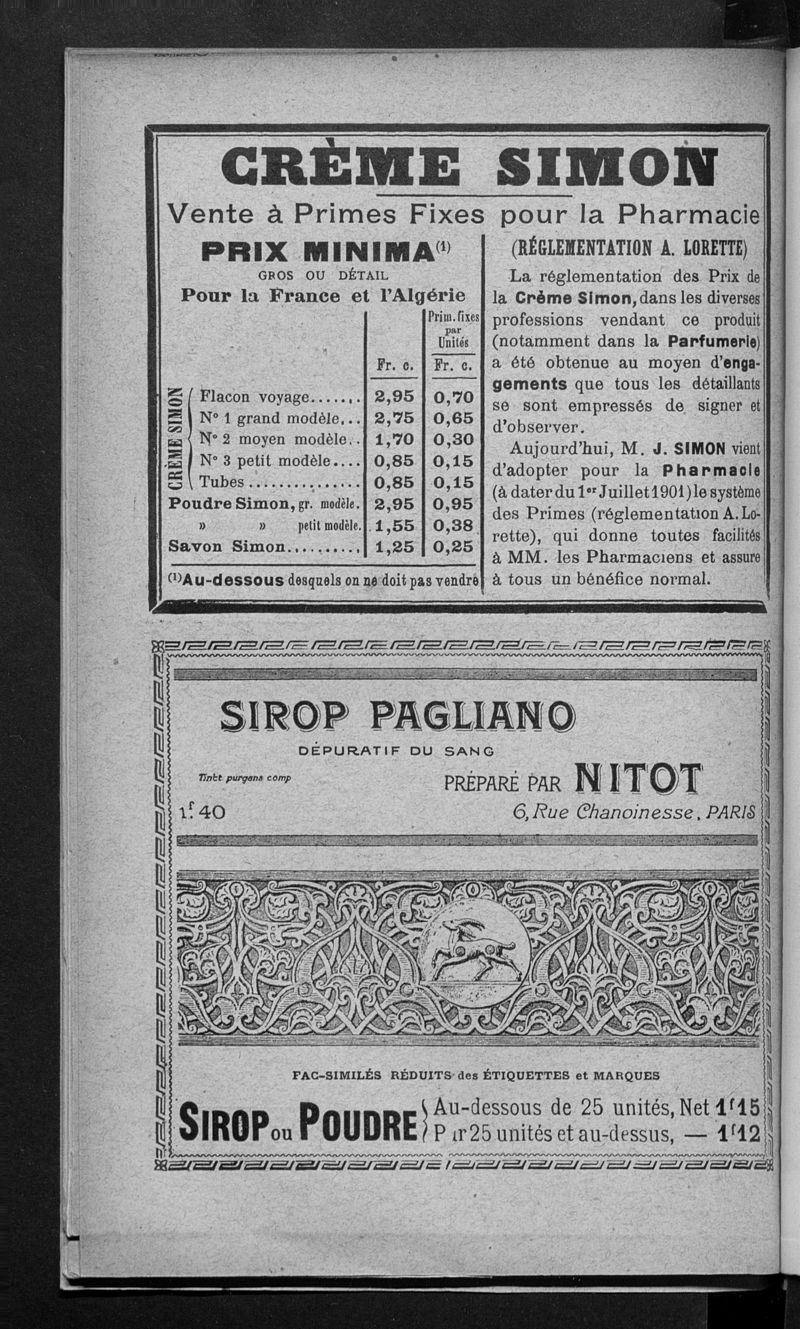 CRÈME SIMON
Vente à Primes Fixes pour la Pharmacie
PRIX MINIMA(1)
GROS OU DÉTAIL
Pour la France et l'Algérie
Prim. fixes
par
Unités
Fr. c. Fr. c.
CREME SIMON
Flacon voyage....... 2,95 0,70
N° 1 grand modèle... 2,75 0,65
N° 2 moyen modèle.. 1,70 0,30
N° 3 petit modèle.... 0,85 0,15
Tubes............... 0,85 0,15
Poudre Simon, gr. modèle. 2,95 0,95
» » petit modèle. 1,55 0,38
Savon Simon.......... 1,25 0,25
(1) Au-dessous desquels on ne doit pas vendre
(RÉGLEMENTATION A. LORETTE)
La réglementation des Prix de
la Crème Simon, dans les diverses
professions vendant ce produit
(notamment dans la Parfumerie)
a été obtenue au moyen d'enga-
gements que tous les détaillants
se sont empressés de signer et
d'observer.
Aujourd'hui, M. J. SIMON vient
d'adopter pour la Pharmacie
(à dater du 1er Juillet 1901) le système
des Primes (réglementation A. Lo-
rette), qui donne toutes facilités
à MM. les Pharmaciens et assure
à tous un bénéfice normal.
SIROP PAGLIANO
DÉPURATIF DU SANG
Tinct purgens comp
PRÉPARÉ PAR NITOT
1f. 40
6, Rue Chanoinesse, PARIS
FAC-SIMILÉS RÉDUITS des ÉTIQUETTES et MARQUES
SIROP ou POUDRE
Au-dessous de 25 unités, Net 1f15
P ar 25 unités et au-dessus, — 1f12